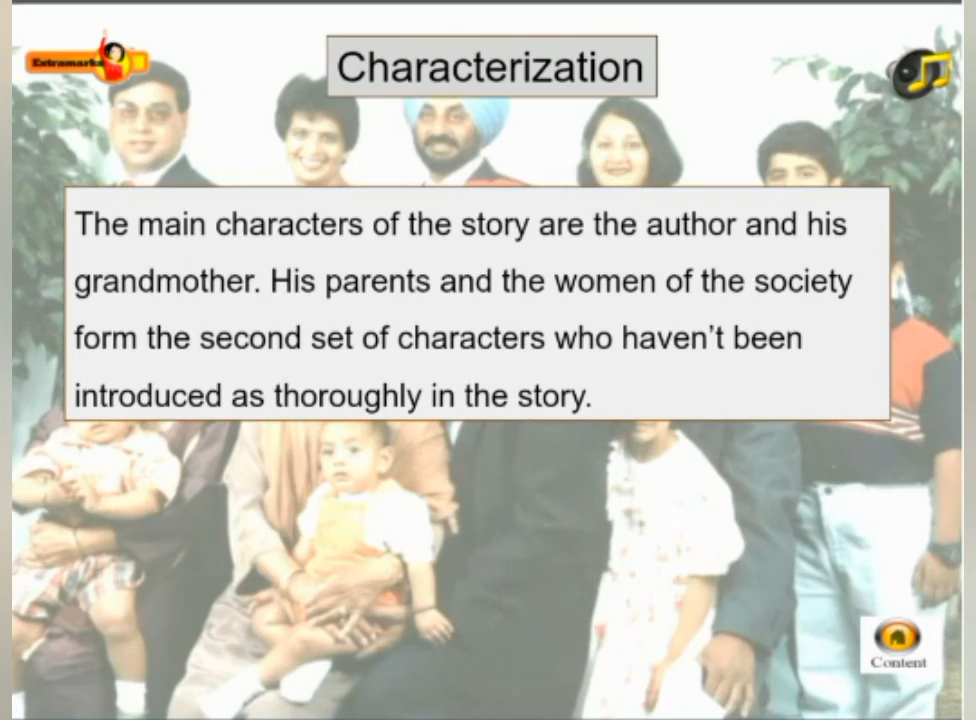 Extramarks
Characterization
The main characters of the story are the author and his
grandmother. His parents and the women of the society
form the second set of characters who haven't been
introduced as thoroughly in the story.
Content